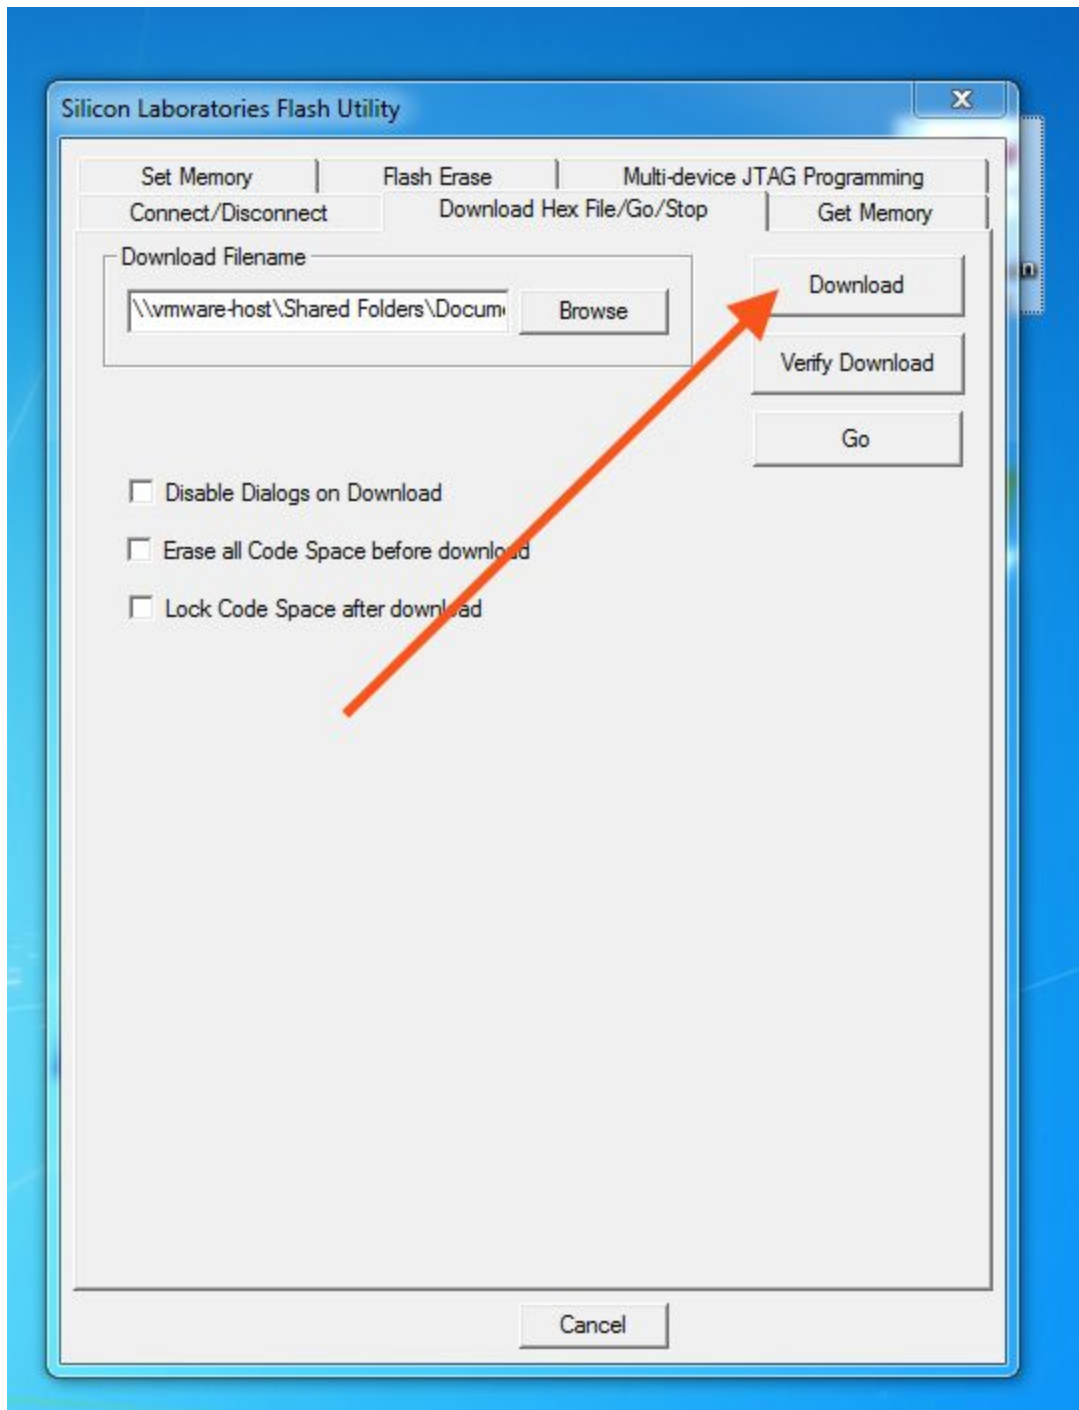 Silicon Laboratories Flash Utility
X
Set Memory
Flash Erase
Multi-device JTAG Programming
Connect/Disconnect
Download Hex File/Go/Stop
Get Memory
Download Filename
\\vmware-host\Shared Folders\Docume
Browse
Download
Verify Download
Go
Disable Dialogs on Download
Erase all Code Space before download
Lock Code Space after download
Cancel
n